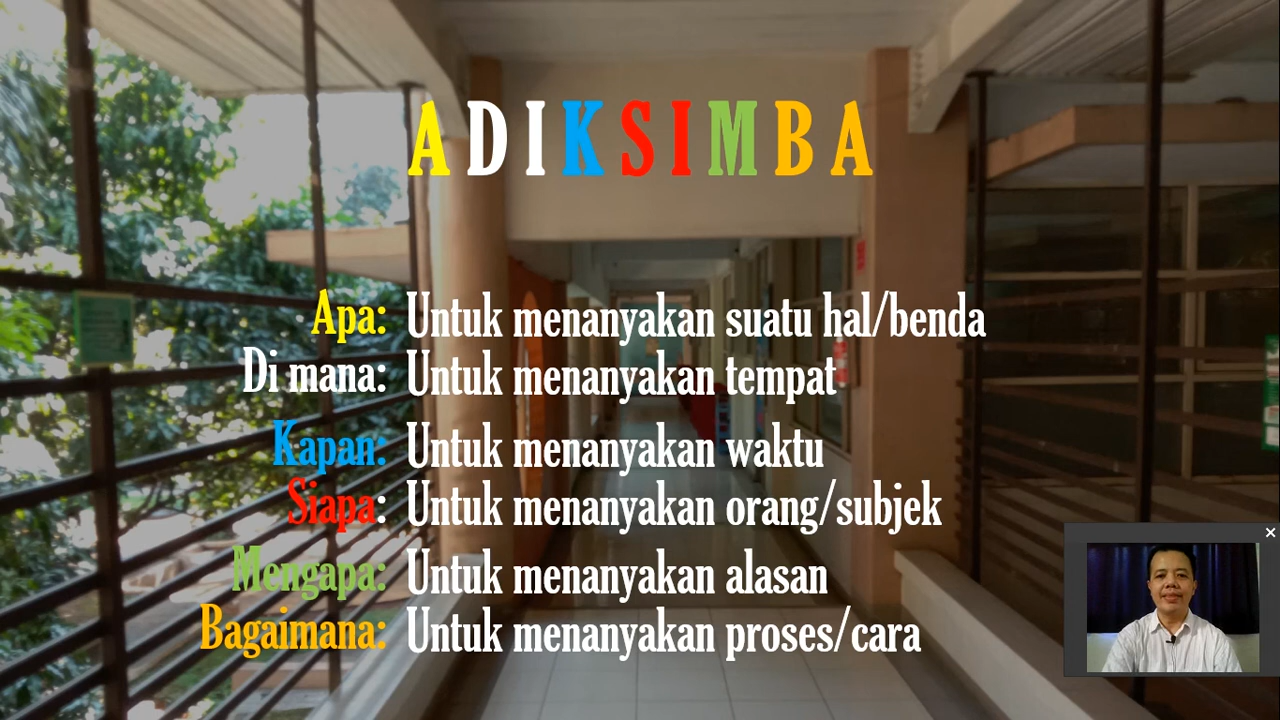 ADIKSIMBA
Apa: Untuk menanyakan suatu hal/benda
Di mana: Untuk menanyakan tempat
Kapan: Untuk menanyakan waktu
Siapa: Untuk menanyakan orang/subjek
Mengapa: Untuk menanyakan alasan
Bagaimana: Untuk menanyakan proses/cara